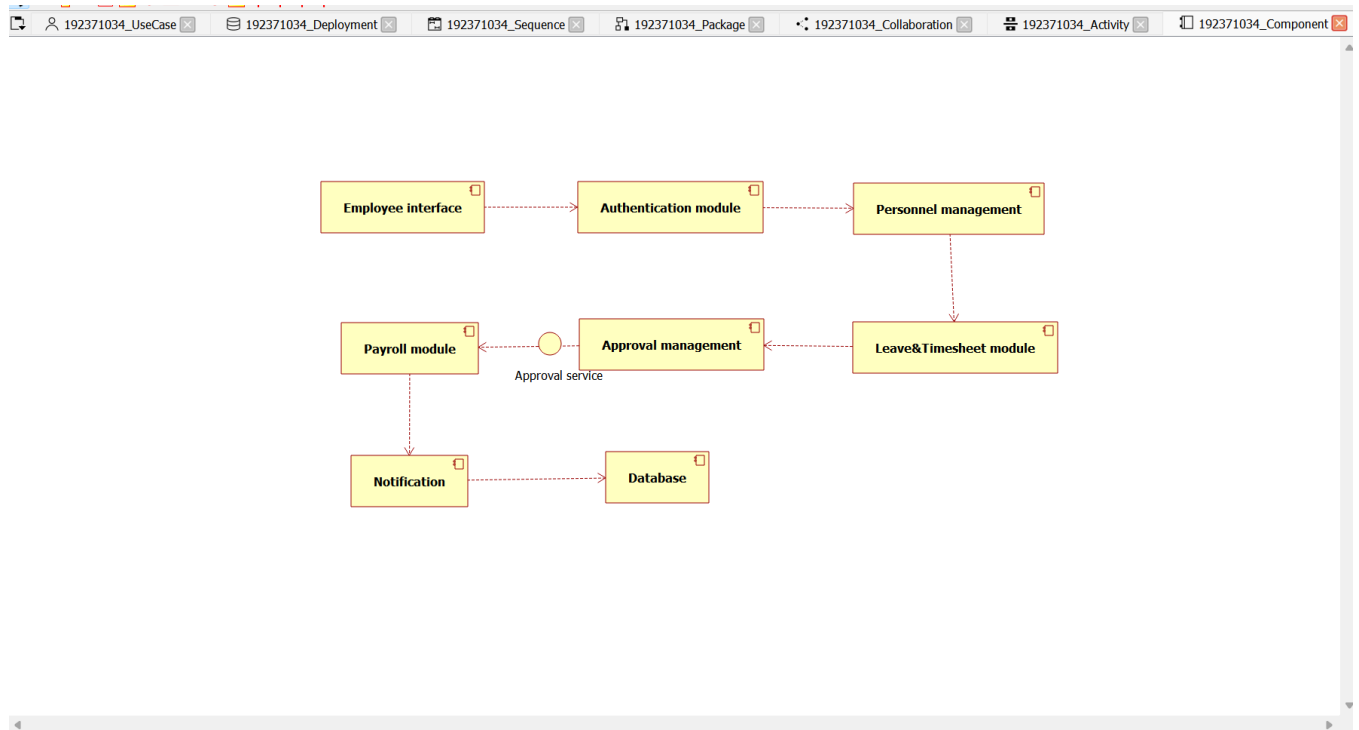 192371034_UseCase
192371034_Deployment
192371034_Sequence
192371034_Package
192371034_Collaboration
192371034_Activity
192371034_Component
Employee interface
Authentication module
Personnel management
Payroll module
Approval service
Approval management
Leave&Timesheet module
Notification
Database